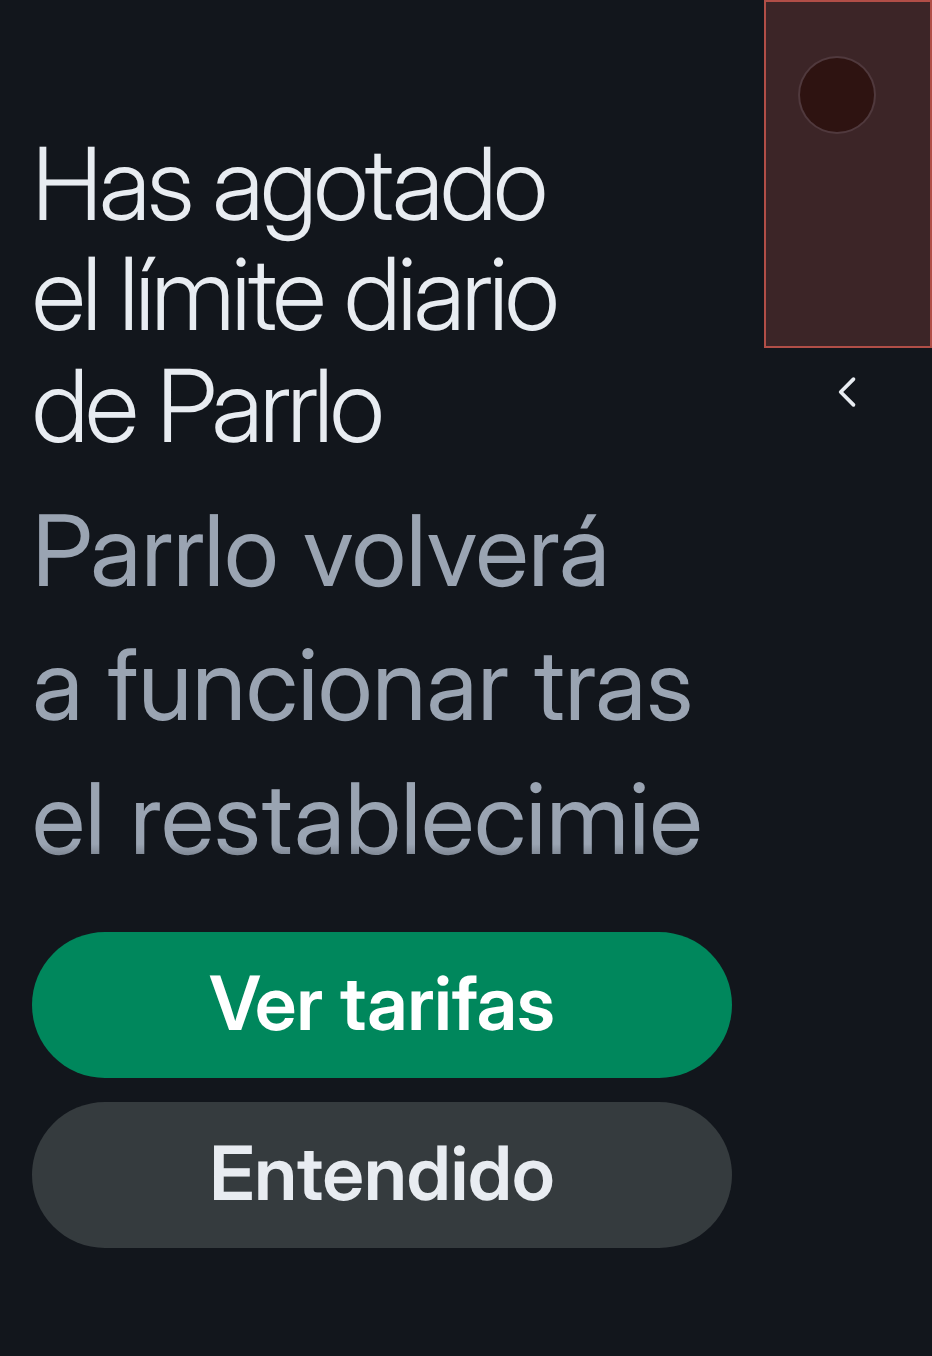 Has agotado
el límite diario
de Parrlo
Parrlo volverá
a funcionar tras
el restablecimie
Ver tarifas
Entendido